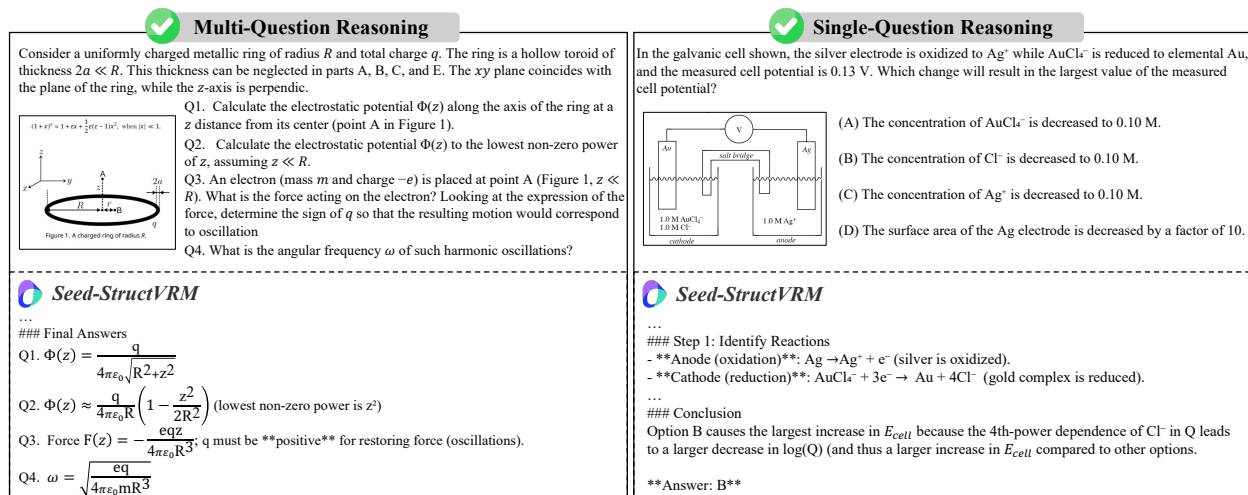 Multi-Question Reasoning
Consider a uniformly charged metallic ring of radius R and total charge q. The ring is a hollow toroid of
thickness 2a ≪ R. This thickness can be neglected in parts A, B, C, and E. The xy plane coincides with
the plane of the ring, while the z-axis is perpendic.
(1 + x)^ε ≈ 1 + εx + 1/2 ε(ε − 1)x², when |x| ≪ 1.
z
y
x
A
z
2a
R
r
B
q
Figure 1. A charged ring of radius R.
Q1. Calculate the electrostatic potential Φ(z) along the axis of the ring at a
z distance from its center (point A in Figure 1).
Q2. Calculate the electrostatic potential Φ(z) to the lowest non-zero power
of z, assuming z ≪ R.
Q3. An electron (mass m and charge −e) is placed at point A (Figure 1, z ≪
R). What is the force acting on the electron? Looking at the expression of the
force, determine the sign of q so that the resulting motion would correspond
to oscillation
Q4. What is the angular frequency ω of such harmonic oscillations?
Seed-StructVRM
…
### Final Answers
Q1. Φ(z) = q / 4πε₀√R²+z²
Q2. Φ(z) ≈ q / 4πε₀R (1 − z² / 2R²) (lowest non-zero power is z²)
Q3. Force F(z) = − eqz / 4πε₀R³; q must be **positive** for restoring force (oscillations).
Q4. ω = √ eq / 4πε₀mR³
Single-Question Reasoning
In the galvanic cell shown, the silver electrode is oxidized to Ag⁺ while AuCl₄⁻ is reduced to elemental Au,
and the measured cell potential is 0.13 V. Which change will result in the largest value of the measured
cell potential?
V
Au
Ag
salt bridge
1.0 M AuCl₄⁻
1.0 M Cl⁻
1.0 M Ag⁺
cathode
anode
(A) The concentration of AuCl₄⁻ is decreased to 0.10 M.
(B) The concentration of Cl⁻ is decreased to 0.10 M.
(C) The concentration of Ag⁺ is decreased to 0.10 M.
(D) The surface area of the Ag electrode is decreased by a factor of 10.
Seed-StructVRM
…
### Step 1: Identify Reactions
- **Anode (oxidation)**: Ag →Ag⁺ + e⁻ (silver is oxidized).
- **Cathode (reduction)**: AuCl₄⁻ + 3e⁻ → Au + 4Cl⁻ (gold complex is reduced).
…
### Conclusion
Option B causes the largest increase in E_cell because the 4th-power dependence of Cl⁻ in Q leads
to a larger decrease in log(Q) (and thus a larger increase in E_cell compared to other options.
**Answer: B**